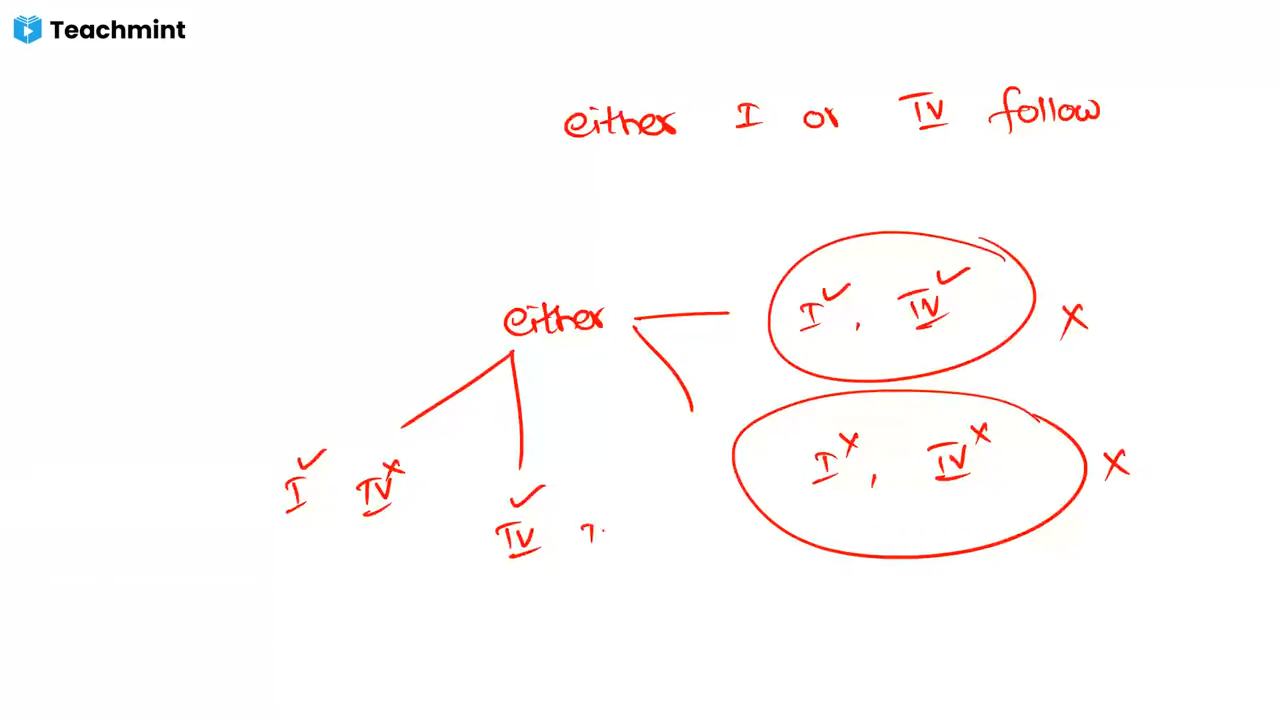 Teachmint
either I or IV follow
either
I✓, IV✓ x
I x, IV x x
I✓ IV x
IV✓